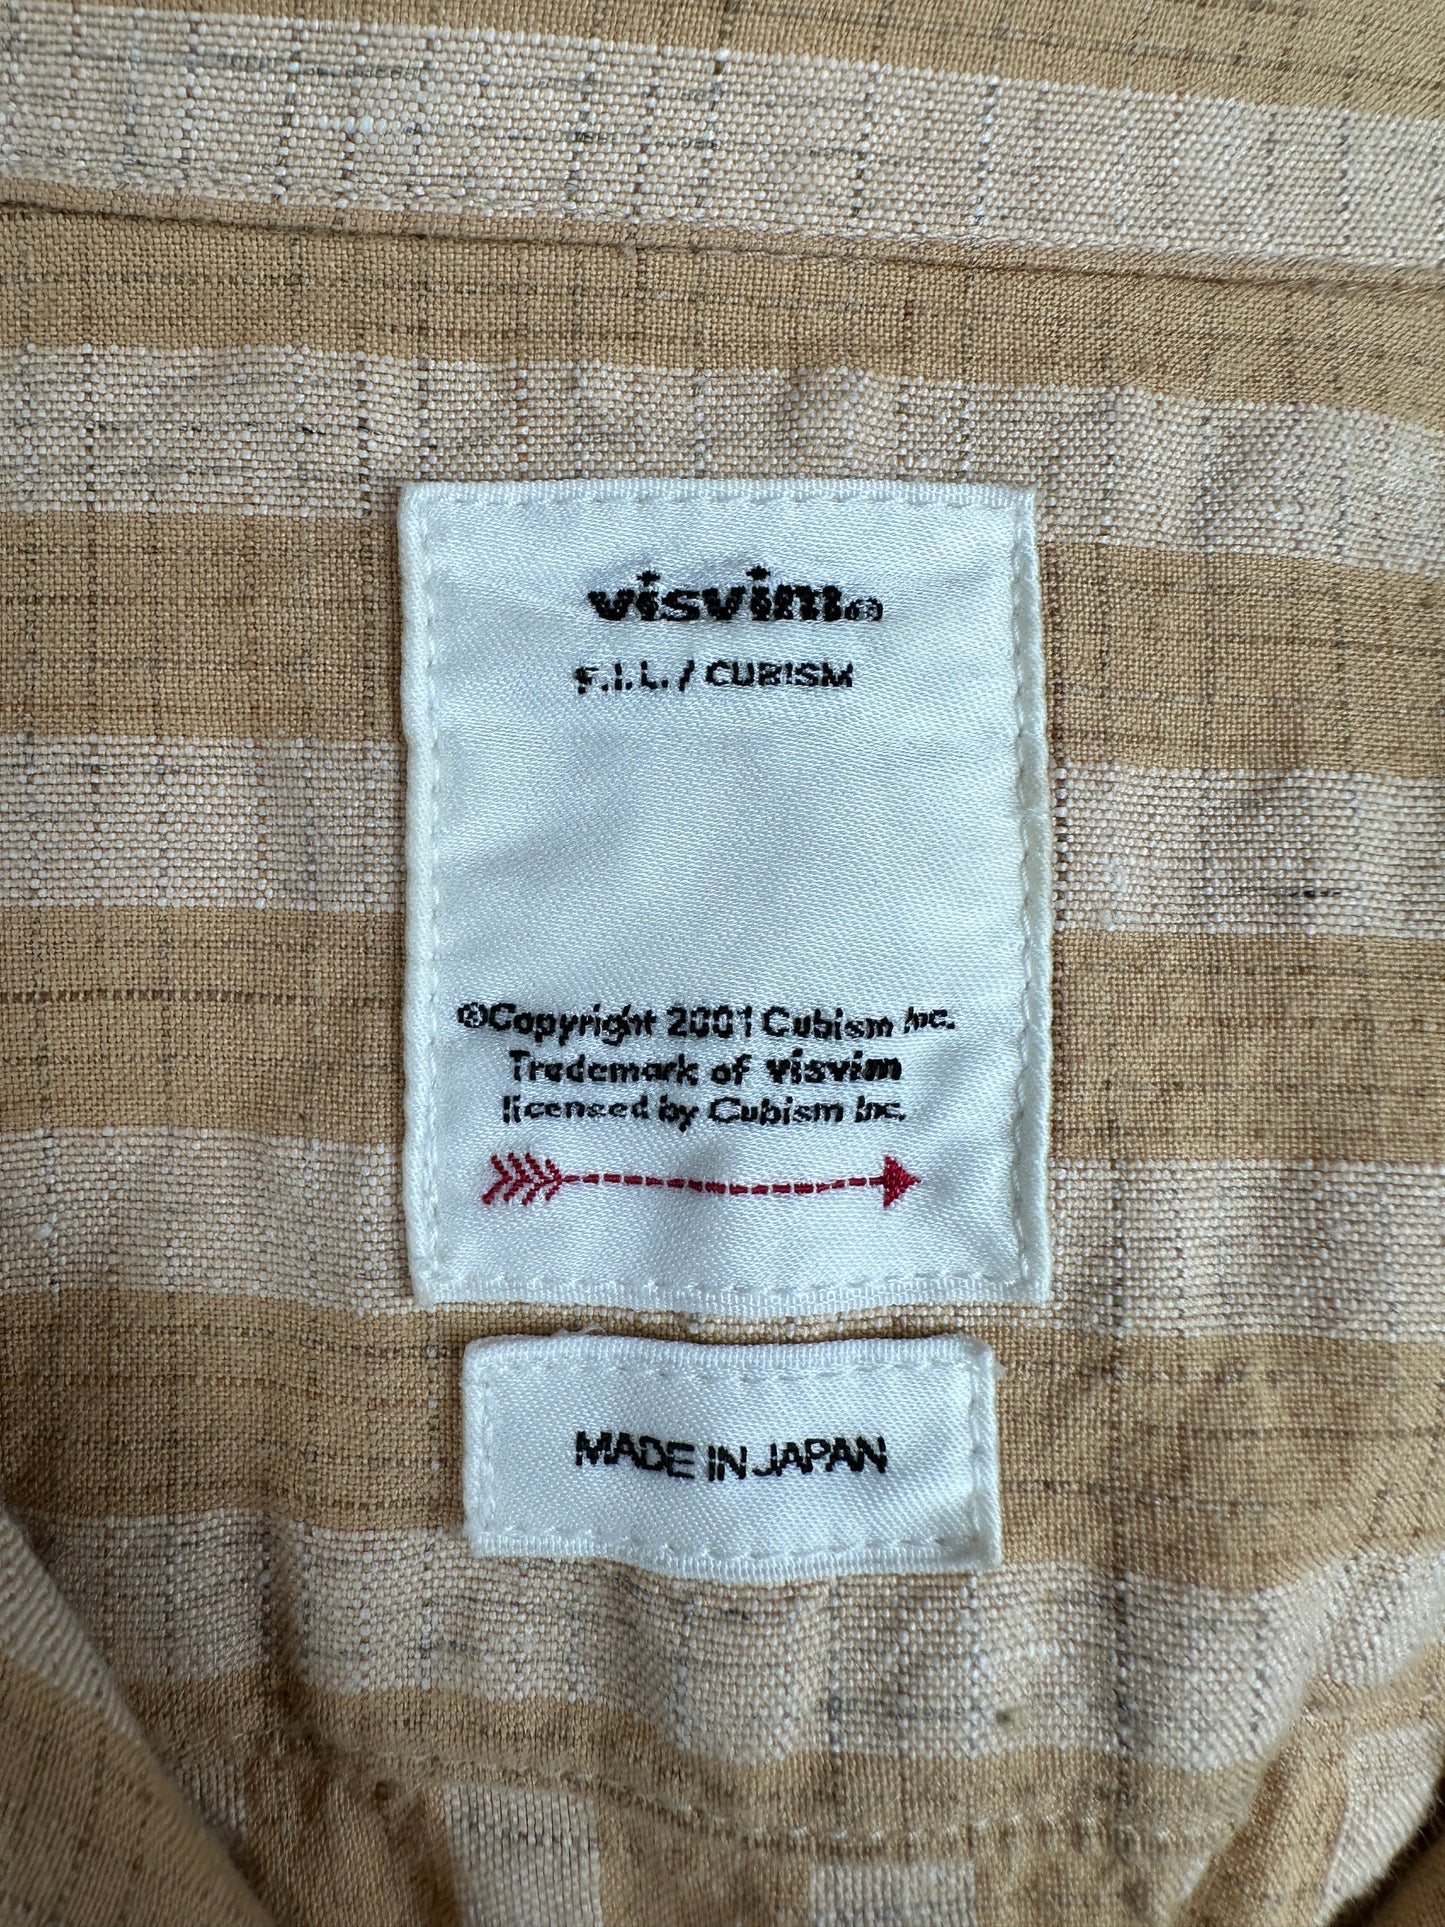 visvim®
F.I.L. / CUBISM
©Copyright 2001 Cubism Inc.
Trademark of visvim
licensed by Cubism Inc.
MADE IN JAPAN